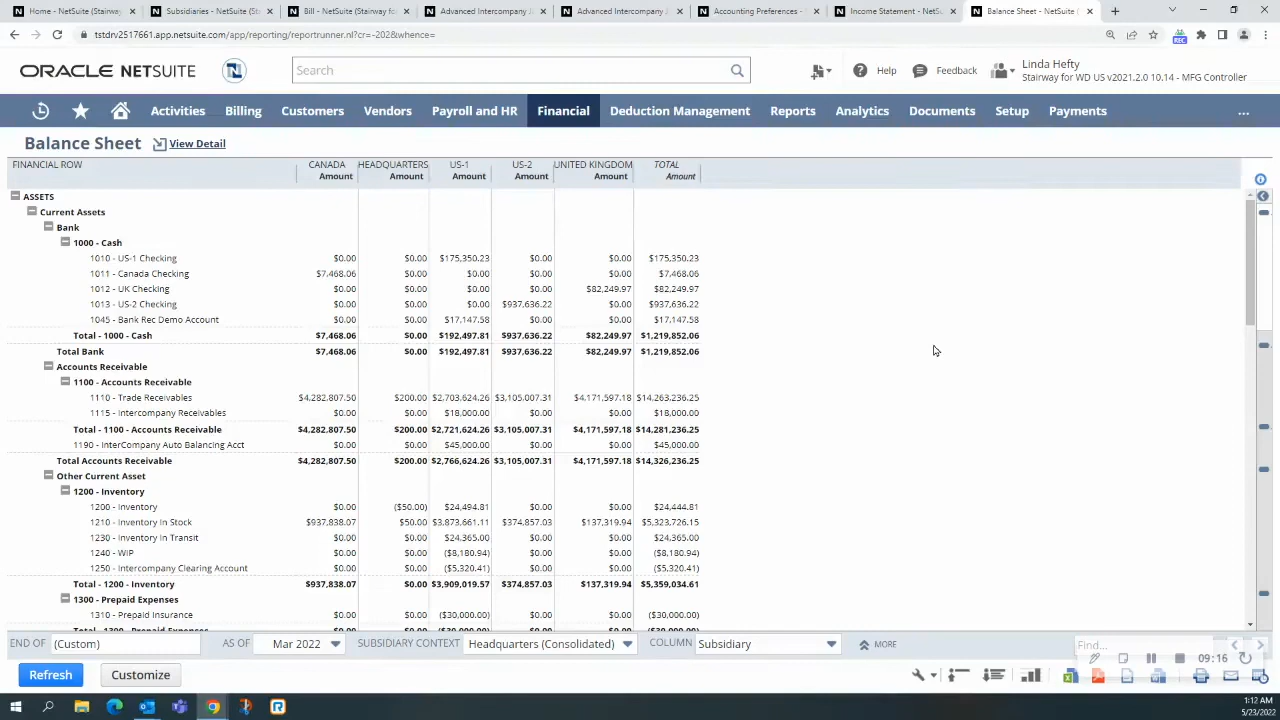 Home - NetSuite (Stairway
Subsidiaries - NetSuite (St
Bill - NetSuite (Stairway fo
Advanced Intercompany J
Advanced Intercompany J
Accounting Preferences -
Income Statement - NetSu
Balance Sheet - NetSuite (
tstdrv2517661.app.netsuite.com/app/reporting/reportrunner.nl?cr=-202&whence=
REC
ORACLE NETSUITE
Search
Help
Feedback
Linda Hefty
Stairway for WD US v2021.2.0 10.14 - MFG Controller
Activities Billing Customers Vendors Payroll and HR Financial Deduction Management Reports Analytics Documents Setup Payments ...
Balance Sheet View Detail
FINANCIAL ROW CANADA HEADQUARTERS US-1 US-2 UNITED KINGDOM TOTAL
Amount Amount Amount Amount Amount Amount
ASSETS
Current Assets
Bank
1000 - Cash
1010 - US-1 Checking $0.00 $0.00 $175,350.23 $0.00 $0.00 $175,350.23
1011 - Canada Checking $7,468.06 $0.00 $0.00 $0.00 $0.00 $7,468.06
1012 - UK Checking $0.00 $0.00 $0.00 $0.00 $82,249.97 $82,249.97
1013 - US-2 Checking $0.00 $0.00 $0.00 $937,636.22 $0.00 $937,636.22
1045 - Bank Rec Demo Account $0.00 $0.00 $17,147.58 $0.00 $0.00 $17,147.58
Total - 1000 - Cash $7,468.06 $0.00 $192,497.81 $937,636.22 $82,249.97 $1,219,852.06
Total Bank $7,468.06 $0.00 $192,497.81 $937,636.22 $82,249.97 $1,219,852.06
Accounts Receivable
1100 - Accounts Receivable
1110 - Trade Receivables $4,282,807.50 $200.00 $2,703,624.26 $3,105,007.31 $4,171,597.18 $14,263,236.25
1115 - Intercompany Receivables $0.00 $0.00 $18,000.00 $0.00 $0.00 $18,000.00
Total - 1100 - Accounts Receivable $4,282,807.50 $200.00 $2,721,624.26 $3,105,007.31 $4,171,597.18 $14,281,236.25
1190 - InterCompany Auto Balancing Acct $0.00 $0.00 $45,000.00 $0.00 $0.00 $45,000.00
Total Accounts Receivable $4,282,807.50 $200.00 $2,766,624.26 $3,105,007.31 $4,171,597.18 $14,326,236.25
Other Current Asset
1200 - Inventory
1200 - Inventory $0.00 ($50.00) $24,494.81 $0.00 $0.00 $24,444.81
1210 - Inventory In Stock $937,838.07 $50.00 $3,873,661.11 $374,857.03 $137,319.94 $5,323,726.15
1230 - Inventory In Transit $0.00 $0.00 $24,365.00 $0.00 $0.00 $24,365.00
1240 - WIP $0.00 $0.00 ($8,180.94) $0.00 $0.00 ($8,180.94)
1250 - Intercompany Clearing Account $0.00 $0.00 ($5,320.41) $0.00 $0.00 ($5,320.41)
Total - 1200 - Inventory $937,838.07 $0.00 $3,909,019.57 $374,857.03 $137,319.94 $5,359,034.61
1300 - Prepaid Expenses
1310 - Prepaid Insurance $0.00 $0.00 ($30,000.00) $0.00 $0.00 ($30,000.00)
Total - 1300 - Prepaid Expenses $0.00 $0.00 ($30,000.00) $0.00 $0.00 ($30,000.00)
END OF (Custom) AS OF Mar 2022 SUBSIDIARY CONTEXT Headquarters (Consolidated) COLUMN Subsidiary MORE Find...
Refresh Customize
09:16
1:12 AM
5/23/2022